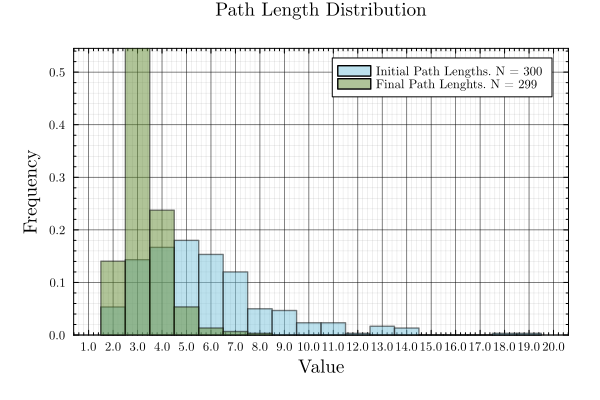 Path Length Distribution
Initial Path Lengths. N = 300
Final Path Lenghts. N = 299
Frequency
0.5
0.4
0.3
0.2
0.1
0.0
1.0 2.0 3.0 4.0 5.0 6.0 7.0 8.0 9.0 10.0 11.0 12.0 13.0 14.0 15.0 16.0 17.0 18.0 19.0 20.0
Value